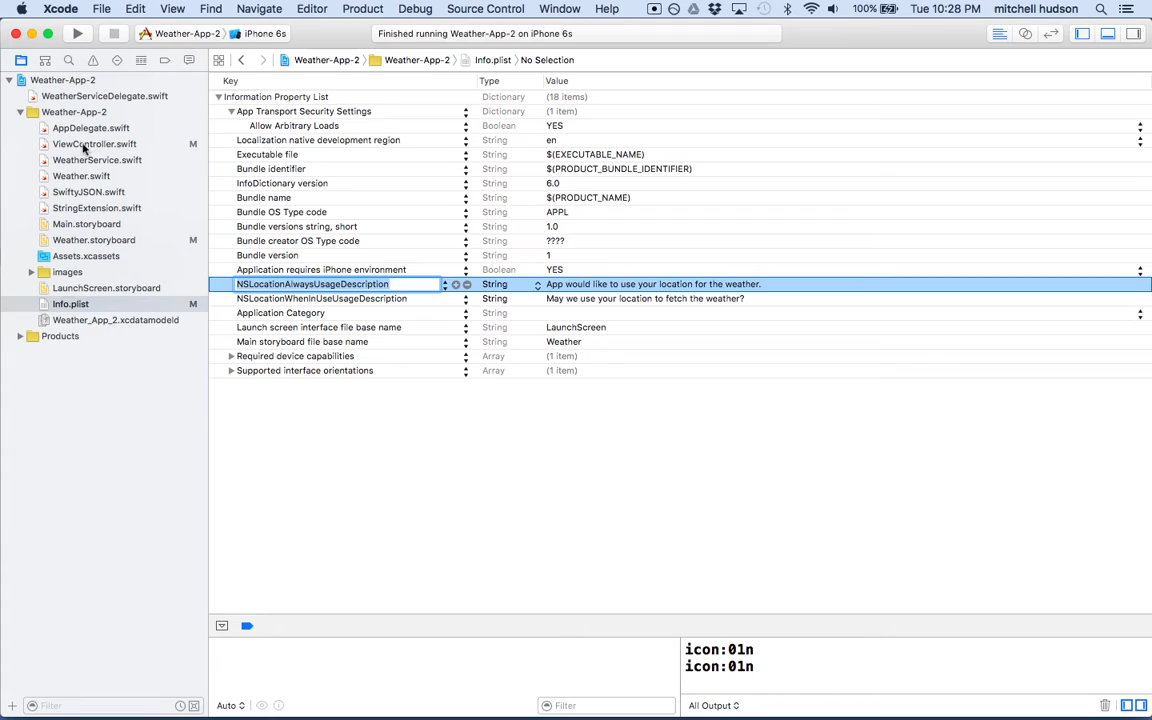 Xcode File Edit View Find Navigate Editor Product Debug Source Control Window Help 100% Tue 10:28 PM mitchell hudson
Weather-App-2 iPhone 6s Finished running Weather-App-2 on iPhone 6s
Weather-App-2 Weather-App-2 Info.plist No Selection
Weather-App-2
WeatherServiceDelegate.swift
Weather-App-2
AppDelegate.swift
ViewController.swift M
WeatherService.swift
Weather.swift
SwiftyJSON.swift
StringExtension.swift
Main.storyboard
Weather.storyboard M
Assets.xcassets
images
LaunchScreen.storyboard
Info.plist M
Weather_App_2.xcdatamodeld
Products
Filter
Key Type Value
Information Property List Dictionary (18 items)
App Transport Security Settings Dictionary (1 item)
Allow Arbitrary Loads Boolean YES
Localization native development region String en
Executable file String $(EXECUTABLE_NAME)
Bundle identifier String $(PRODUCT_BUNDLE_IDENTIFIER)
InfoDictionary version String 6.0
Bundle name String $(PRODUCT_NAME)
Bundle OS Type code String APPL
Bundle versions string, short String 1.0
Bundle creator OS Type code String ????
Bundle version String 1
Application requires iPhone environment Boolean YES
NSLocationAlwaysUsageDescription String App would like to use your location for the weather.
NSLocationWhenInUseUsageDescription String May we use your location to fetch the weather?
Application Category String
Launch screen interface file base name String LaunchScreen
Main storyboard file base name String Weather
Required device capabilities Array (1 item)
Supported interface orientations Array (1 item)
icon:01n
icon:01n
Auto Filter All Output